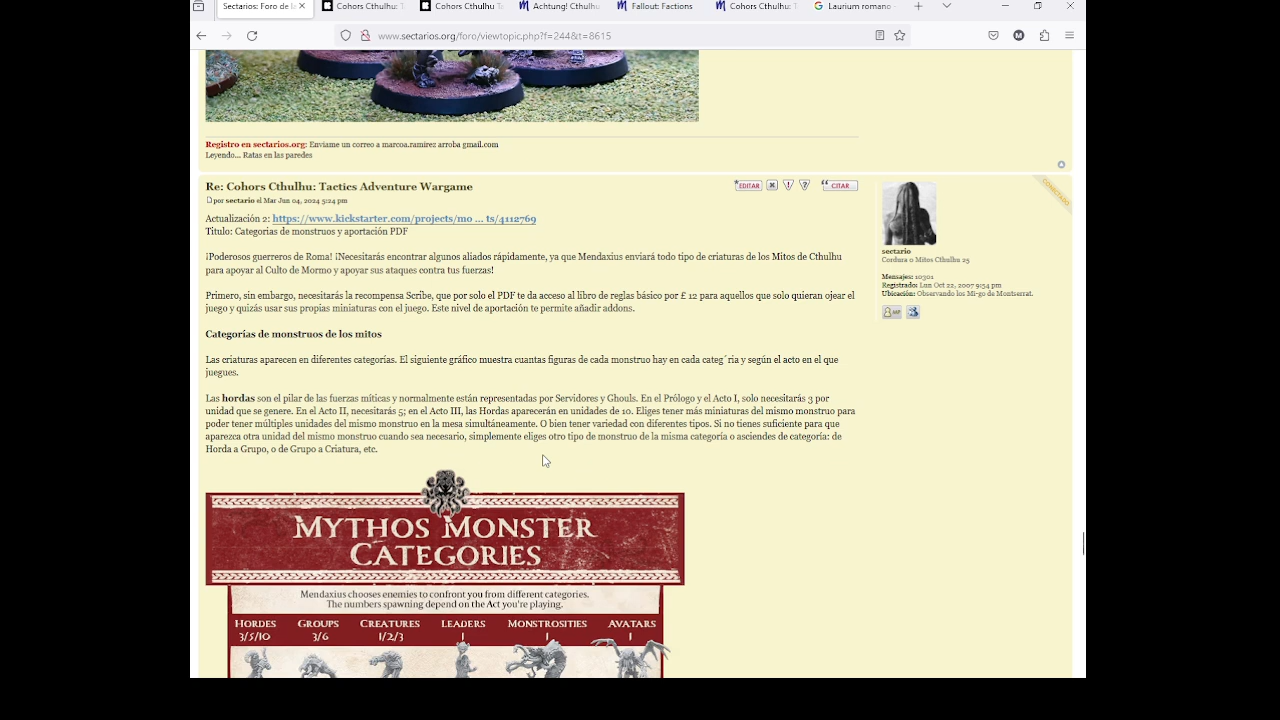 Sectarios: Foro de l
Cohors Cthulhu: T
Cohors Cthulhu Ta
Achtung! Cthulhu
Fallout: Factions
Cohors Cthulhu: T
Laurium romano -
www.sectarios.org/foro/viewtopic.php?f=244&t=8615
Registro en sectarios.org: Enviame un correo a marcoa.ramirez arroba gmail.com
Leyendo... Ratas en las paredes
Re: Cohors Cthulhu: Tactics Adventure Wargame
EDITAR
CITAR
por sectario el Mar Jun 04, 2024 5:24 pm
Actualización 2: https://www.kickstarter.com/projects/mo ... ts/4112769
Titulo: Categorías de monstruos y aportación PDF
¡Poderosos guerreros de Roma! ¡Necesitarás encontrar algunos aliados rápidamente, ya que Mendaxius enviará todo tipo de criaturas de los Mitos de Cthulhu
para apoyar al Culto de Mormo y apoyar sus ataques contra tus fuerzas!
Primero, sin embargo, necesitarás la recompensa Scribe, que por solo el PDF te da acceso al libro de reglas básico por £ 12 para aquellos que solo quieran ojear el
juego y quizás usar sus propias miniaturas con el juego. Este nivel de aportación te permite añadir addons.
Categorías de monstruos de los mitos
Las criaturas aparecen en diferentes categorías. El siguiente gráfico muestra cuantas figuras de cada monstruo hay en cada categ´ria y según el acto en el que
juegues.
Las hordas son el pilar de las fuerzas míticas y normalmente están representadas por Servidores y Ghouls. En el Prólogo y el Acto I, solo necesitarás 3 por
unidad que se genere. En el Acto II, necesitarás 5; en el Acto III, las Hordas aparecerán en unidades de 10. Eliges tener más miniaturas del mismo monstruo para
poder tener múltiples unidades del mismo monstruo en la mesa simultáneamente. O bien tener variedad con diferentes tipos. Si no tienes suficiente para que
aparezca otra unidad del mismo monstruo cuando sea necesario, simplemente eliges otro tipo de monstruo de la misma categoría o asciendes de categoría: de
Horda a Grupo, o de Grupo a Criatura, etc.
CONECTADO
sectario
Cordura 0 Mitos Cthulhu 25
Mensajes: 10301
Registrado: Lun Oct 22, 2007 9:54 pm
Ubicación: Observando los Mi-go de Montserrat.
MP
Mythos Monster
Categories
Mendaxius chooses enemies to confront you from different categories.
The numbers spawning depend on the Act you're playing.
Hordes Groups Creatures Leaders Monstrosities Avatars
3/5/10 3/6 1/2/3 1 1 1